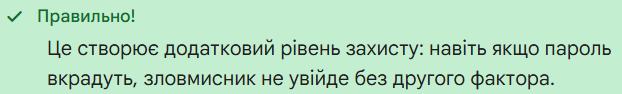 Правильно!
Це створює додатковий рівень захисту: навіть якщо пароль
вкрадуть, зловмисник не увійде без другого фактора.